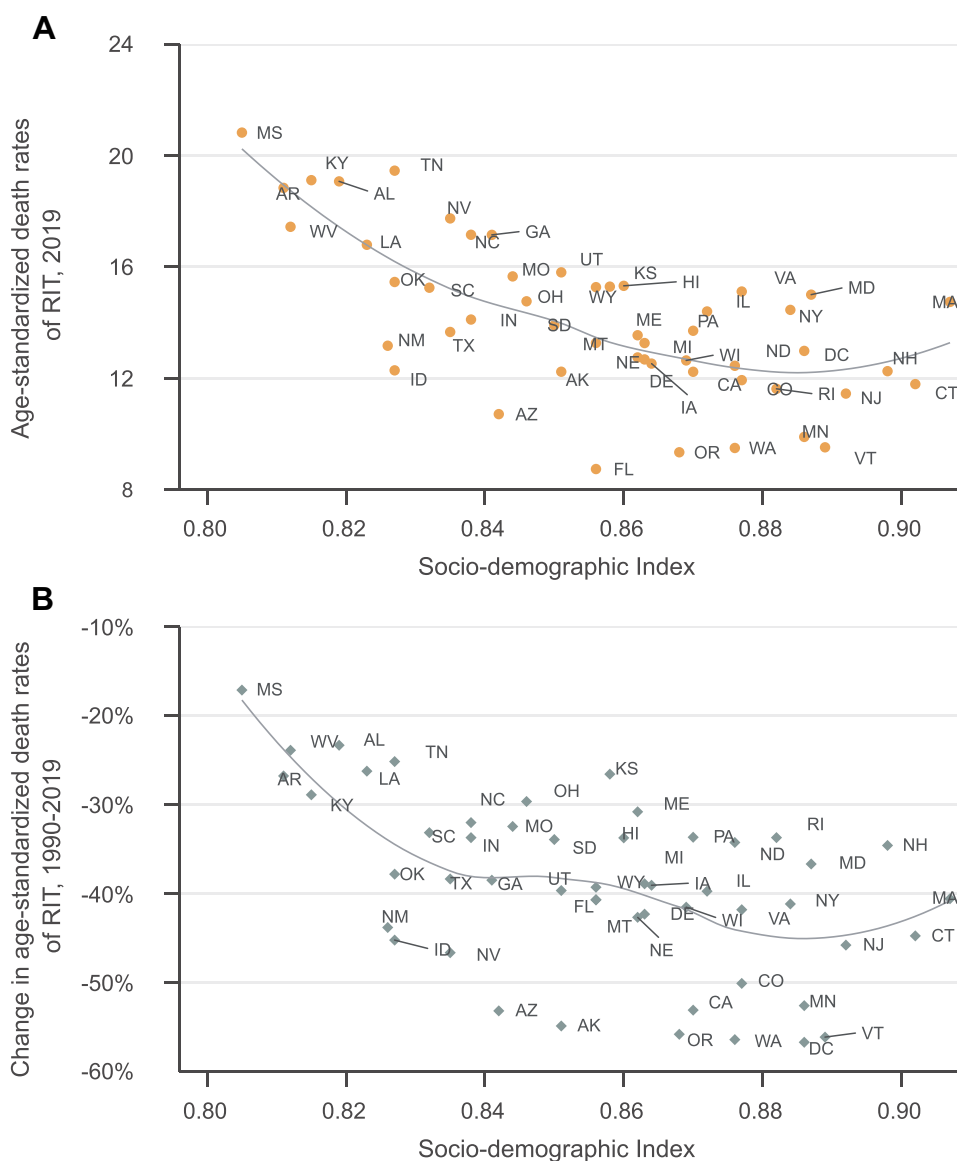 A
Age-standardized death rates
of RIT, 2019
24
20
16
12
8
MS
KY
TN
AR
AL
WV
LA
NV
NC
GA
UT
OK
SC
MO
OH
WY
KS
HI
IL
VA
MD
MA
NY
IN
SD
ME
PA
NM
TX
MT
NE
MI
WI
ND
DC
NH
ID
AK
DE
IA
CA
CO
RI
NJ
CT
AZ
MN
FL
OR
WA
VT
0.80
0.82
0.84
0.86
0.88
0.90
Socio-demographic Index
B
Change in age-standardized death rates
of RIT, 1990-2019
-10%
-20%
-30%
-40%
-50%
-60%
MS
WV
AL
TN
AR
LA
KY
KS
NC
OH
ME
SC
IN
MO
SD
HI
PA
RI
ND
MD
NH
MI
OK
TX
GA
UT
WY
IA
IL
FL
NY
MA
NM
MT
DE
WI
VA
CT
ID
NV
NE
NJ
CO
AZ
AK
CA
MN
OR
WA
DC
VT
0.80
0.82
0.84
0.86
0.88
0.90
Socio-demographic Index